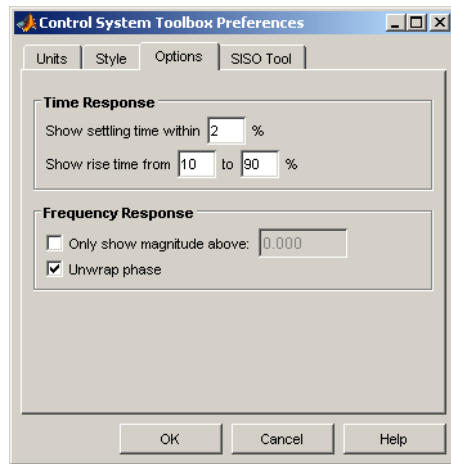 Control System Toolbox Preferences
Units Style Options SISO Tool
Time Response
Show settling time within 2 %
Show rise time from 10 to 90 %
Frequency Response
Only show magnitude above: 0.000
Unwrap phase
OK Cancel Help